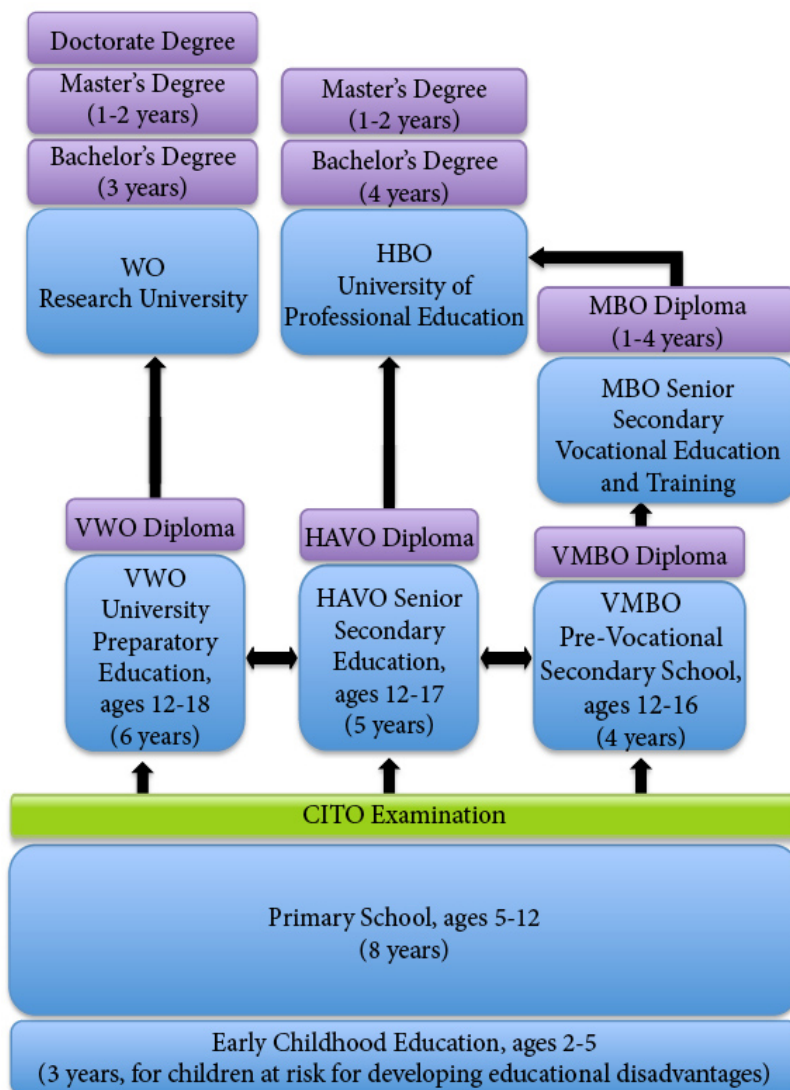 Doctorate Degree
Master's Degree
(1-2 years)
Bachelor's Degree
(3 years)
WO
Research University
Master's Degree
(1-2 years)
Bachelor's Degree
(4 years)
HBO
University of
Professional Education
MBO Diploma
(1-4 years)
MBO Senior
Secondary
Vocational Education
and Training
VWO Diploma
VWO
University
Preparatory
Education,
ages 12-18
(6 years)
HAVO Diploma
HAVO Senior
Secondary
Education,
ages 12-17
(5 years)
VMBO Diploma
VMBO
Pre-Vocational
Secondary School,
ages 12-16
(4 years)
CITO Examination
Primary School, ages 5-12
(8 years)
Early Childhood Education, ages 2-5
(3 years, for children at risk for developing educational disadvantages)